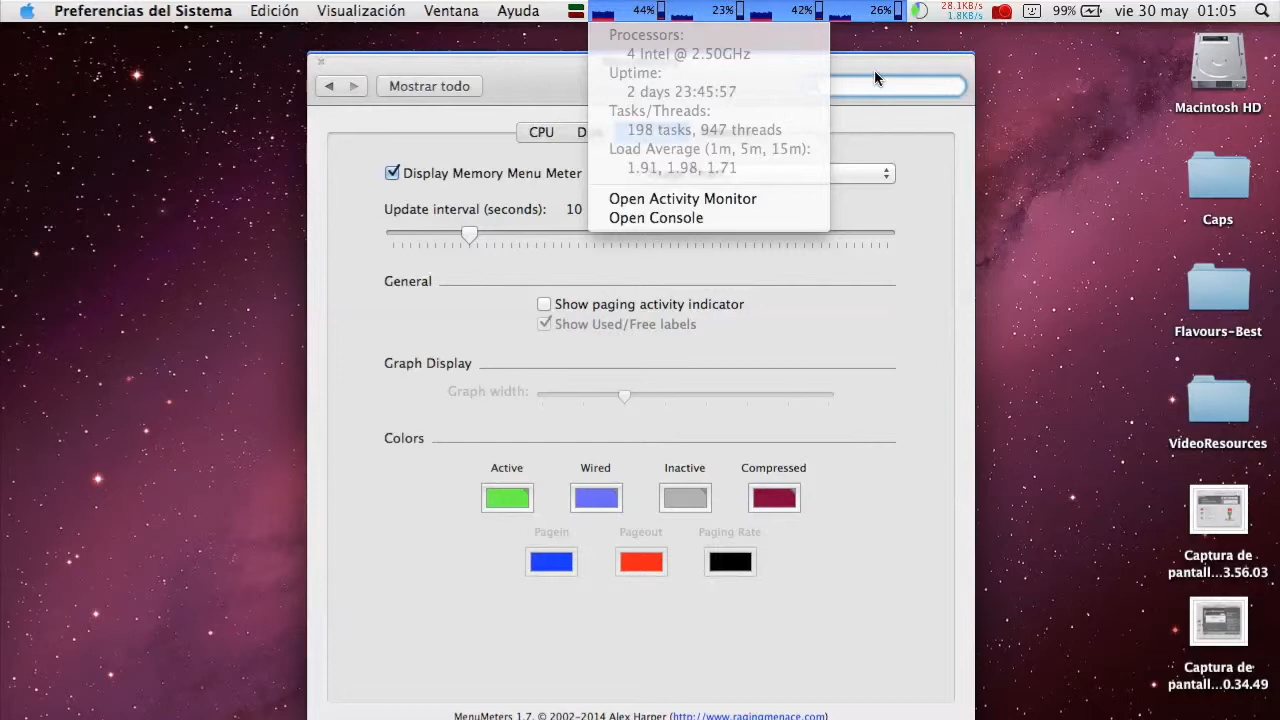 Preferencias del Sistema Edición Visualización Ventana Ayuda 44% 23% 42% 26% 28.1KB/s 1.8KB/s 99% vie 30 may 01:05
Processors:
4 Intel @ 2.50GHz
Uptime:
2 days 23:45:57
Tasks/Threads:
198 tasks, 947 threads
Load Average (1m, 5m, 15m):
1.91, 1.98, 1.71
Open Activity Monitor
Open Console
Mostrar todo
CPU
Display Memory Menu Meter
Update interval (seconds): 10
General
Show paging activity indicator
Show Used/Free labels
Graph Display
Graph width:
Colors
Active Wired Inactive Compressed
PageIn Pageout Paging Rate
MenuMeters 1.7, © 2002-2014 Alex Harper (http://www.ragingmenace.com)
Macintosh HD
Caps
Flavours-Best
VideoResources
Captura de
pantall...3.56.03
Captura de
pantall...0.34.49